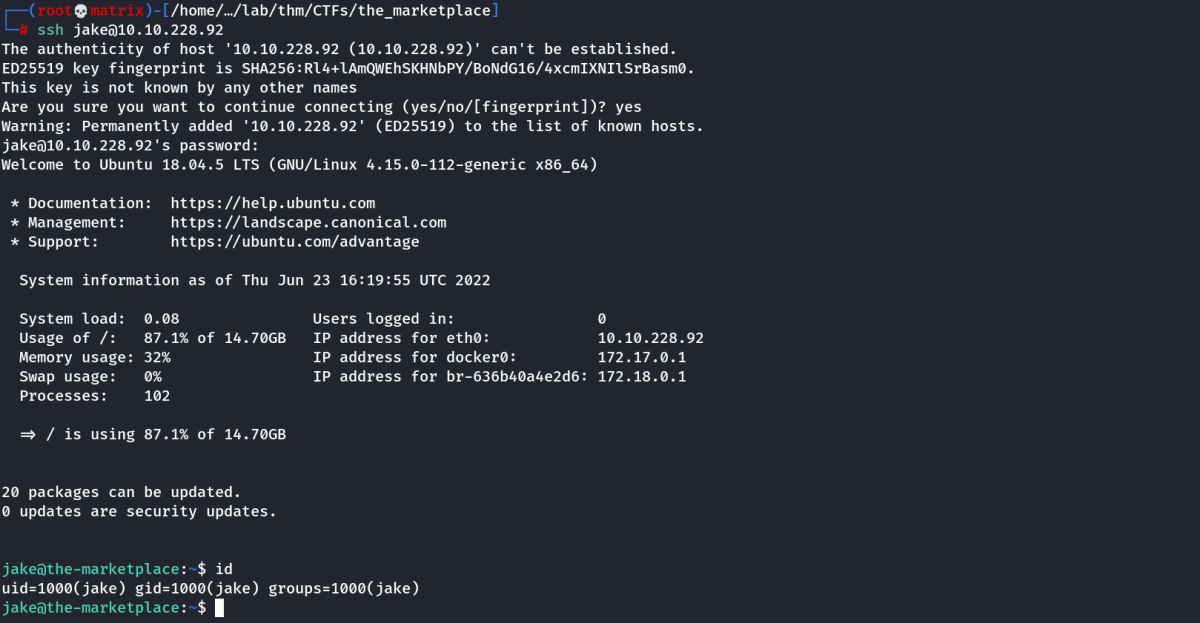 ┌──(root💀matrix)-[/home/…/lab/thm/CTFs/the_marketplace]
└─# ssh jake@10.10.228.92
The authenticity of host '10.10.228.92 (10.10.228.92)' can't be established.
ED25519 key fingerprint is SHA256:Rl4+lAmQWEhSKHNbPY/BoNdG16/4xcmIXNIlSrBasm0.
This key is not known by any other names
Are you sure you want to continue connecting (yes/no/[fingerprint])? yes
Warning: Permanently added '10.10.228.92' (ED25519) to the list of known hosts.
jake@10.10.228.92's password:
Welcome to Ubuntu 18.04.5 LTS (GNU/Linux 4.15.0-112-generic x86_64)

 * Documentation:  https://help.ubuntu.com
 * Management:     https://landscape.canonical.com
 * Support:        https://ubuntu.com/advantage

  System information as of Thu Jun 23 16:19:55 UTC 2022

  System load:  0.08               Users logged in:                0
  Usage of /:   87.1% of 14.70GB   IP address for eth0:            10.10.228.92
  Memory usage: 32%                IP address for docker0:         172.17.0.1
  Swap usage:   0%                 IP address for br-636b40a4e2d6: 172.18.0.1
  Processes:    102

  => / is using 87.1% of 14.70GB

20 packages can be updated.
0 updates are security updates.

jake@the-marketplace:~$ id
uid=1000(jake) gid=1000(jake) groups=1000(jake)
jake@the-marketplace:~$